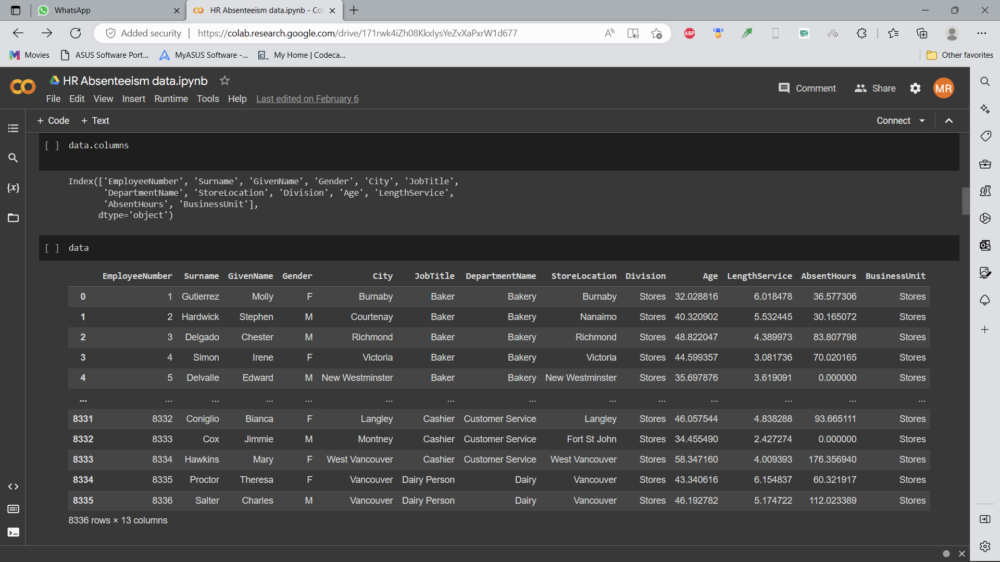 WhatsApp
HR Absenteeism data.ipynb - Co
Added security
https://colab.research.google.com/drive/171rwk4iZh08KkxlysYeZvXaPxrW1d677
ABP
Movies
ASUS Software Port...
MyASUS Software -...
My Home | Codeca...
Other favorites
HR Absenteeism data.ipynb
Comment
Share
MR
File Edit View Insert Runtime Tools Help Last edited on February 6
+ Code + Text
Connect
[ ] data.columns
Index(['EmployeeNumber', 'Surname', 'GivenName', 'Gender', 'City', 'JobTitle',
'DepartmentName', 'StoreLocation', 'Division', 'Age', 'LengthService',
'AbsentHours', 'BusinessUnit'],
dtype='object')
[ ] data
EmployeeNumber Surname GivenName Gender City JobTitle DepartmentName StoreLocation Division Age LengthService AbsentHours BusinessUnit
0 1 Gutierrez Molly F Burnaby Baker Bakery Burnaby Stores 32.028816 6.018478 36.577306 Stores
1 2 Hardwick Stephen M Courtenay Baker Bakery Nanaimo Stores 40.320902 5.532445 30.165072 Stores
2 3 Delgado Chester M Richmond Baker Bakery Richmond Stores 48.822047 4.389973 83.807798 Stores
3 4 Simon Irene F Victoria Baker Bakery Victoria Stores 44.599357 3.081736 70.020165 Stores
4 5 Delvalle Edward M New Westminster Baker Bakery New Westminster Stores 35.697876 3.619091 0.000000 Stores
... ... ... ... ... ... ... ... ... ... ... ... ... ...
8331 8332 Coniglio Bianca F Langley Cashier Customer Service Langley Stores 46.057544 4.838288 93.665111 Stores
8332 8333 Cox Jimmie M Montney Cashier Customer Service Fort St John Stores 34.455490 2.427274 0.000000 Stores
8333 8334 Hawkins Mary F West Vancouver Cashier Customer Service West Vancouver Stores 58.347160 4.009393 176.356940 Stores
8334 8335 Proctor Theresa F Vancouver Dairy Person Dairy Vancouver Stores 43.340616 6.154837 60.321917 Stores
8335 8336 Salter Charles M Vancouver Dairy Person Dairy Vancouver Stores 46.192782 5.174722 112.023389 Stores
8336 rows × 13 columns